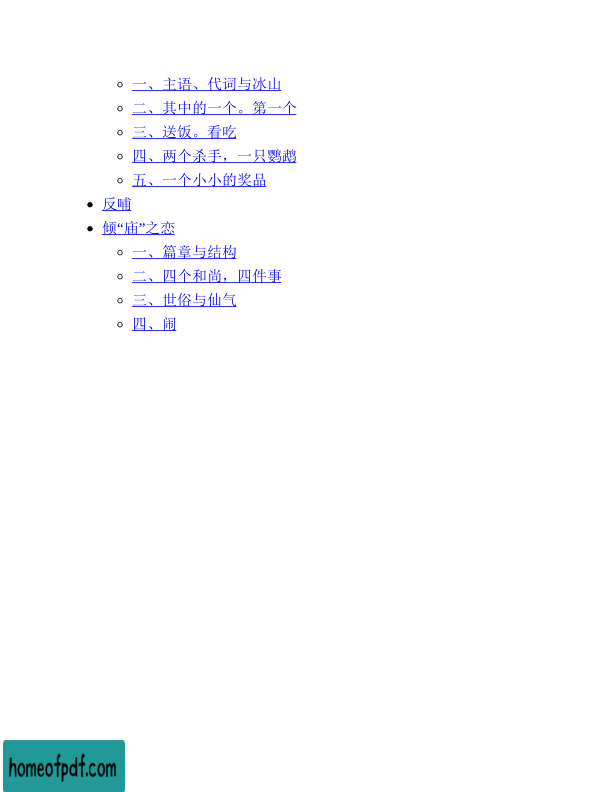 一、主语、代词与冰山
二、其中的一个。第一个
三、送饭。看吃
四、两个杀手，一只鹦鹉
五、一个小小的奖品
反哺
倾“庙”之恋
一、篇章与结构
二、四个和尚，四件事
三、世俗与仙气
四、闹
homeofpdf.com